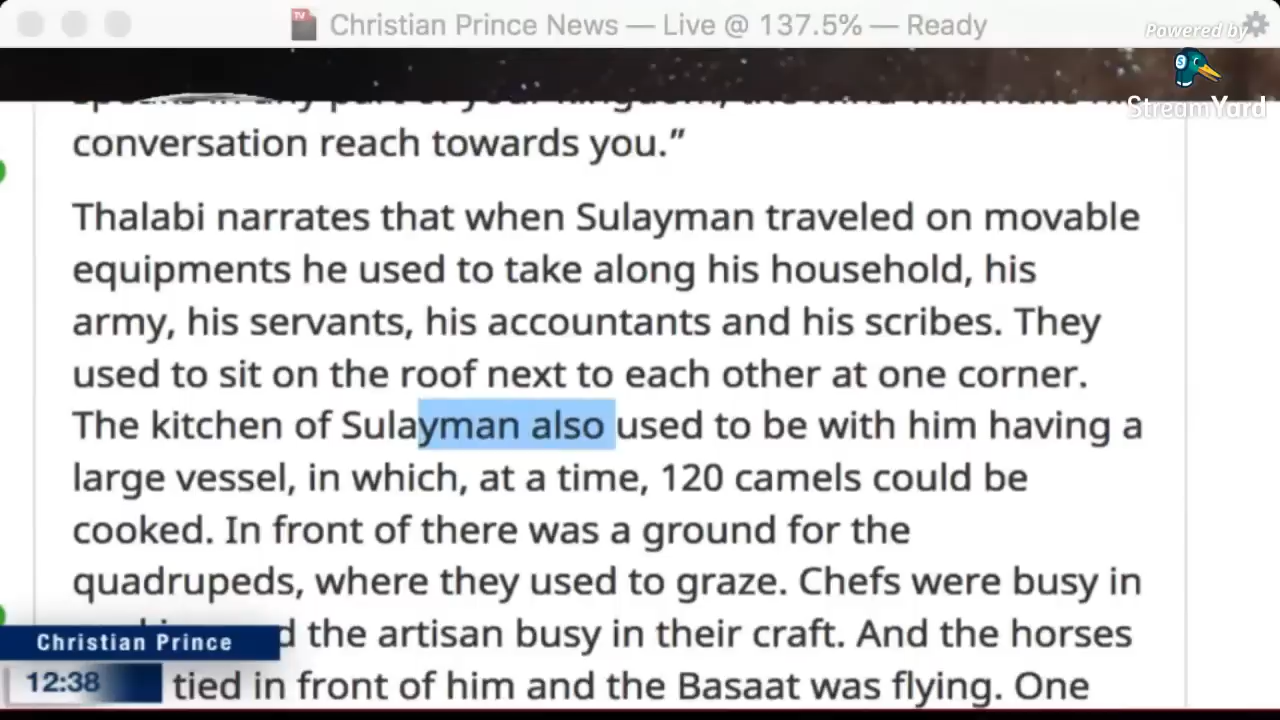 Christian Prince News — Live @ 137.5% — Ready
Powered by
StreamYard
conversation reach towards you.”
Thalabi narrates that when Sulayman traveled on movable
equipments he used to take along his household, his
army, his servants, his accountants and his scribes. They
used to sit on the roof next to each other at one corner.
The kitchen of Sulayman also used to be with him having a
large vessel, in which, at a time, 120 camels could be
cooked. In front of there was a ground for the
quadrupeds, where they used to graze. Chefs were busy in
the artisan busy in their craft. And the horses
tied in front of him and the Basaat was flying. One
Christian Prince
12:38